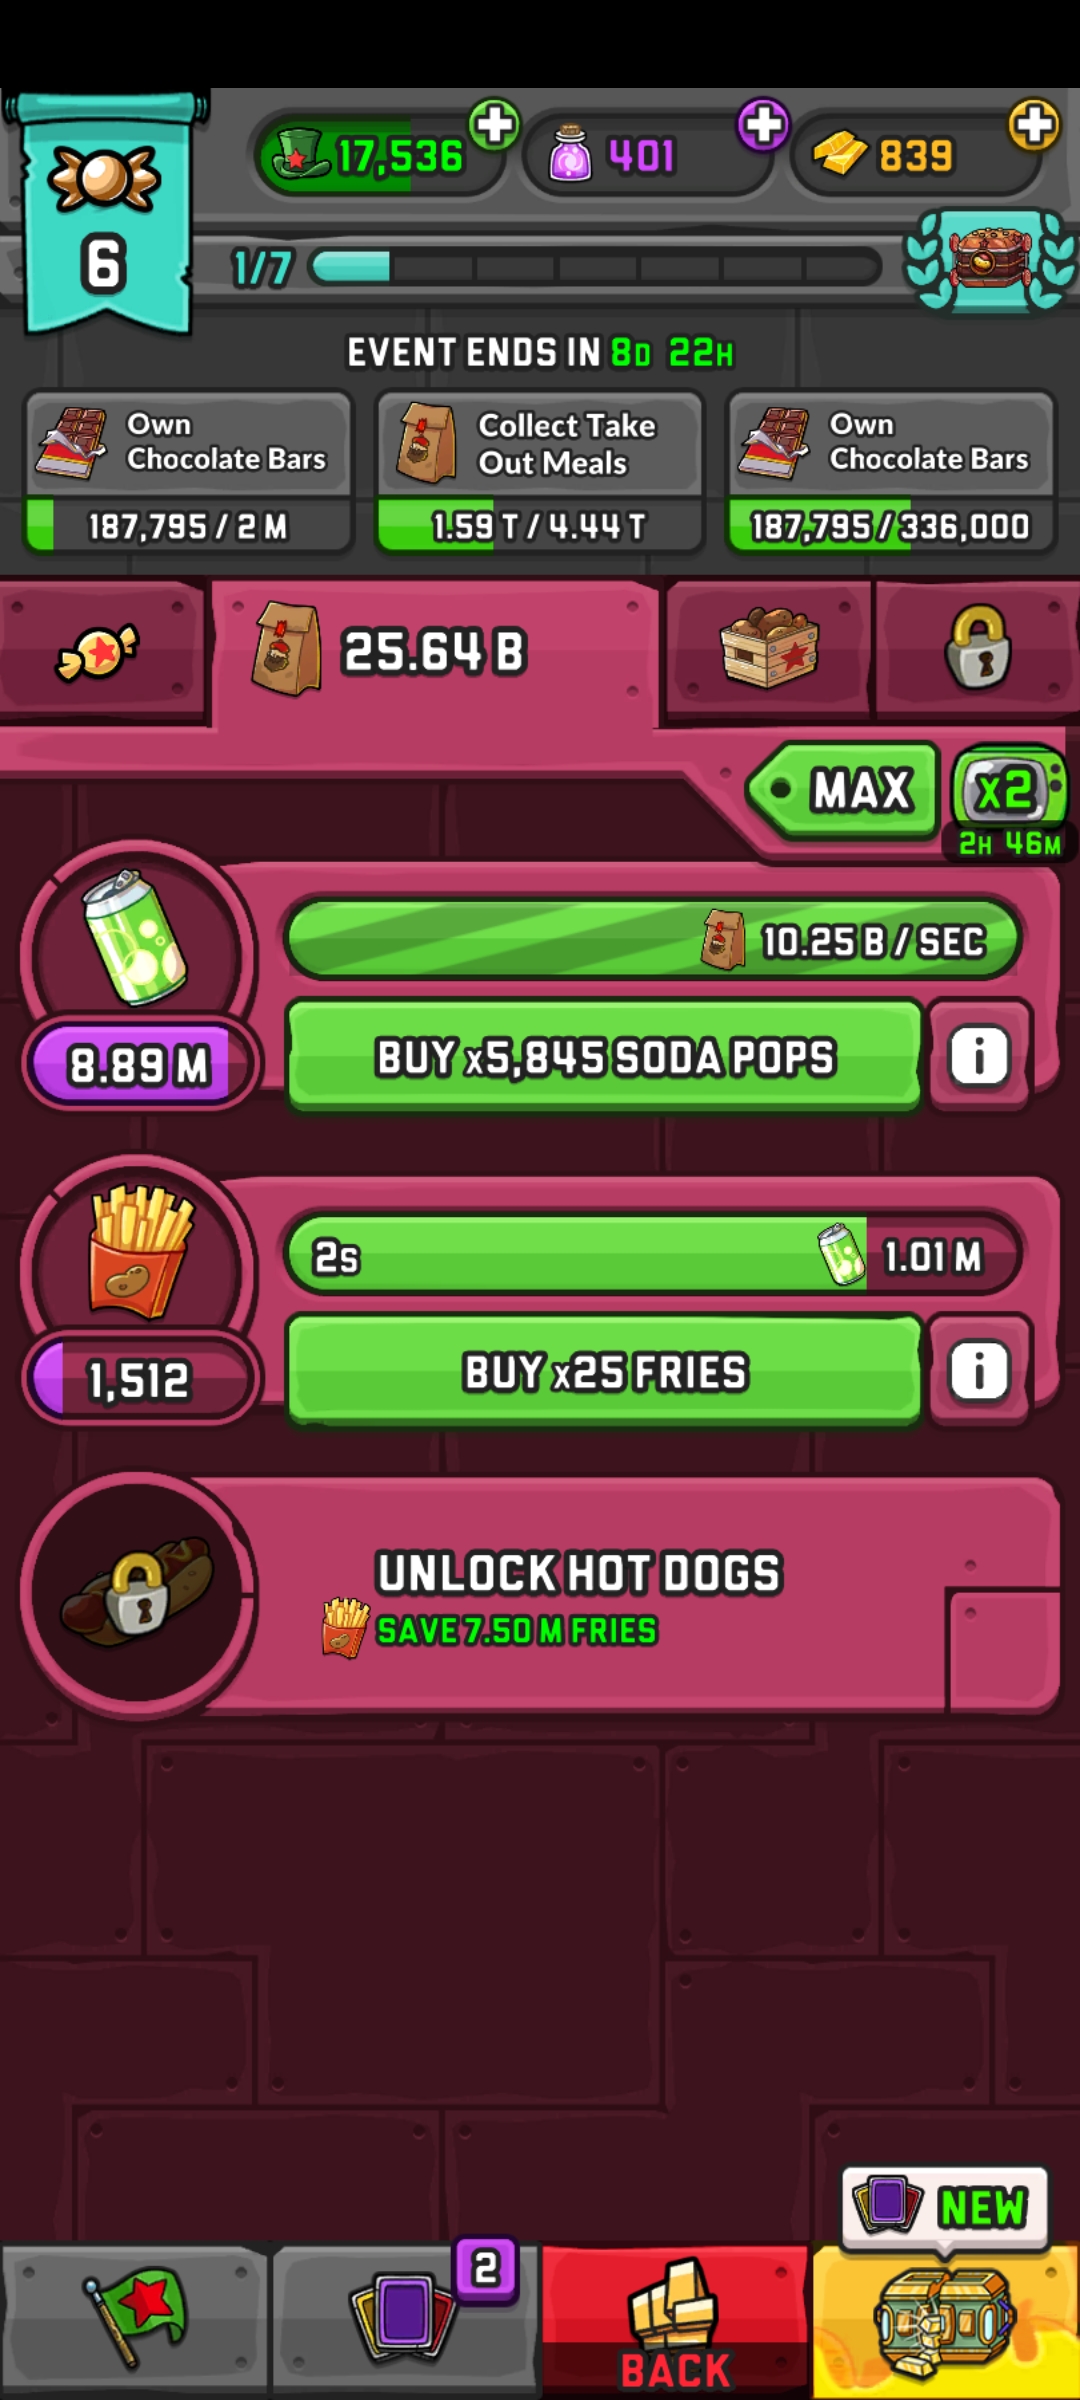 17,536
401
839
6
1/7
EVENT ENDS IN 8D 22H
Own
Chocolate Bars
187,795 / 2 M
Collect Take
Out Meals
1.59 T / 4.44 T
Own
Chocolate Bars
187,795 / 336,000
25.64 B
MAX
x2
2H 46M
10.25 B / SEC
8.89 M
BUY x5,845 SODA POPS
i
2s
1.01 M
1,512
BUY x25 FRIES
i
UNLOCK HOT DOGS
SAVE 7.50 M FRIES
NEW
2
BACK